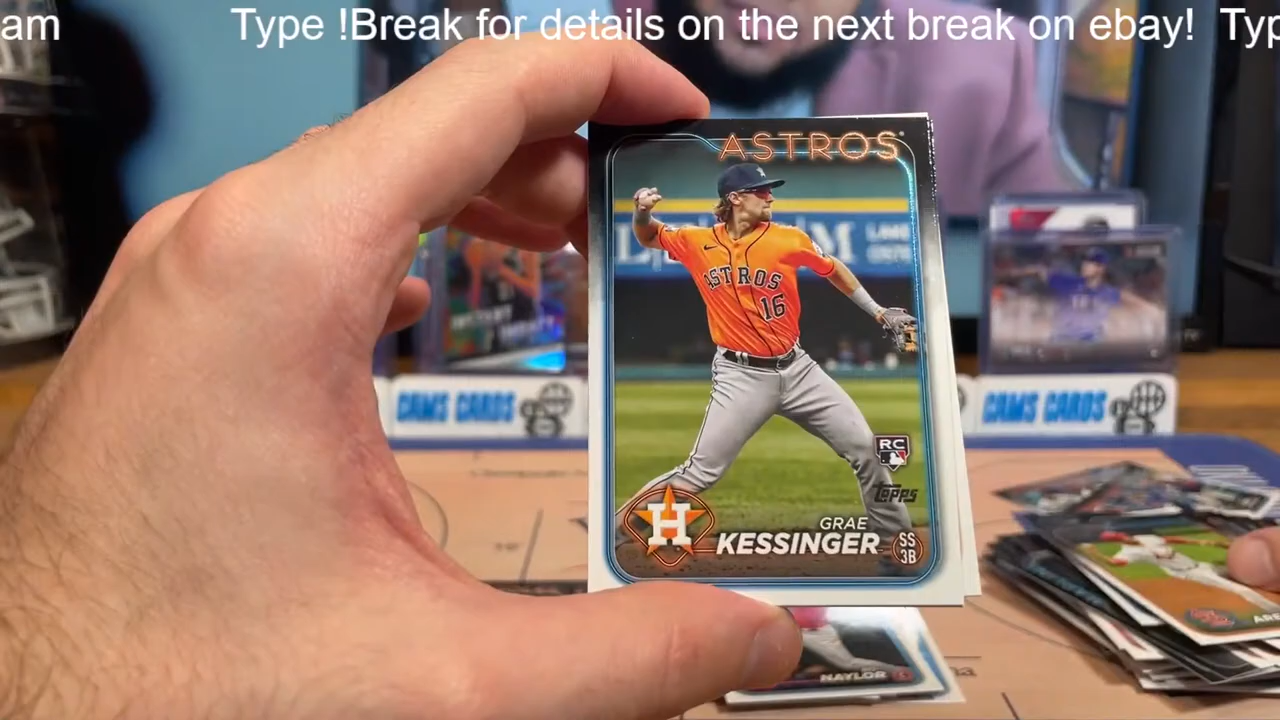 am Type !Break for details on the next break on ebay! Typ
ASTROS
ASTROS
16
RC
Topps
GRAE
KESSINGER
SS
3B
H
CAMS CARDS
CAMS CARDS
NAYLOR
ARE